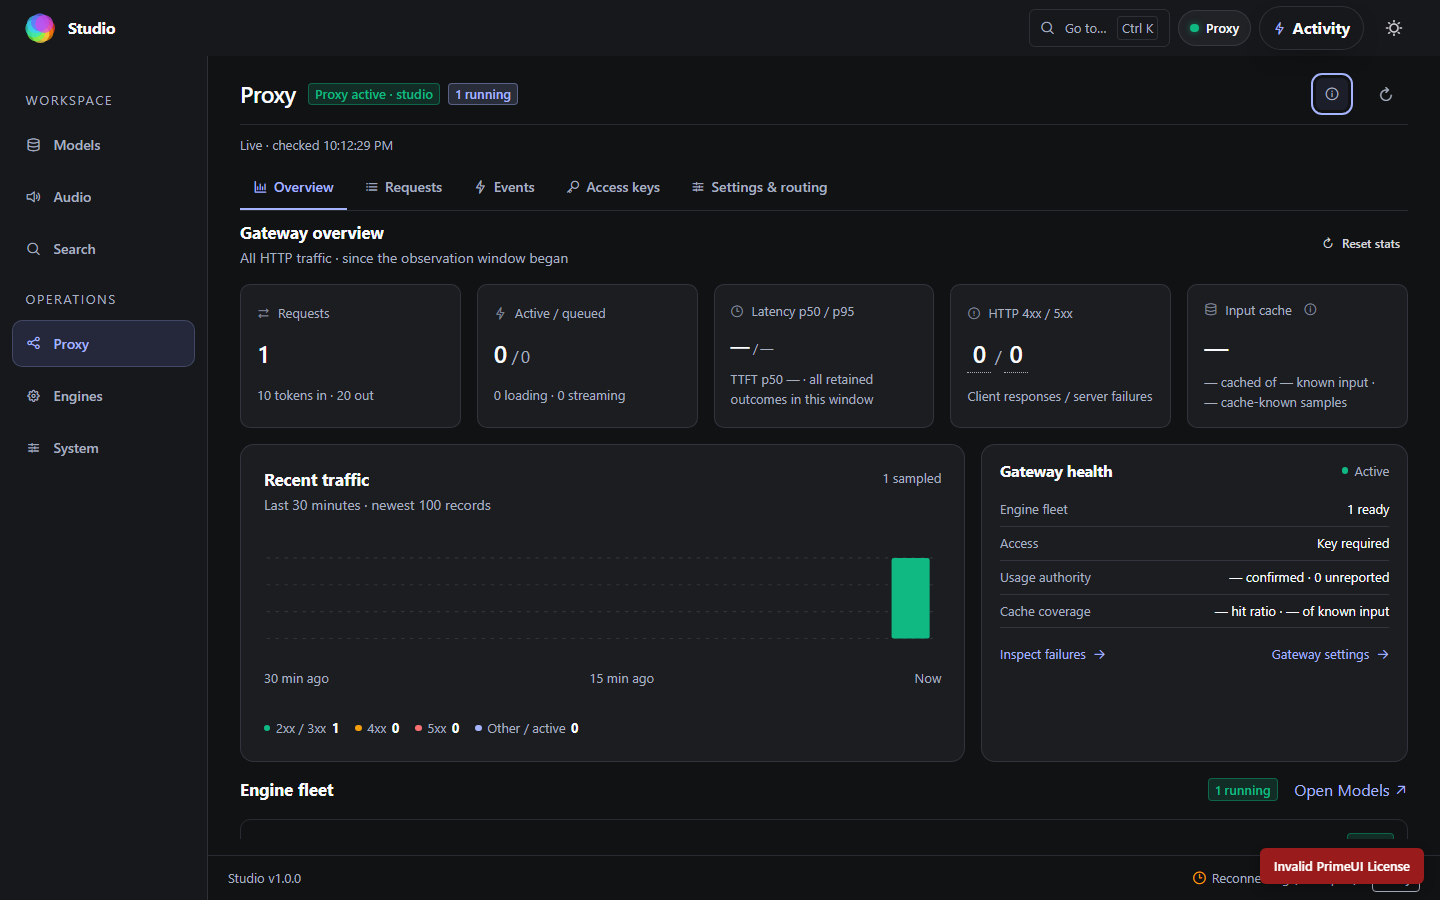 Studio
Go to...
Ctrl K
Proxy
Activity
WORKSPACE
Models
Audio
Search
OPERATIONS
Proxy
Engines
System
Proxy
Proxy active · studio
1 running
Live · checked 10:12:29 PM
Overview
Requests
Events
Access keys
Settings & routing
Gateway overview
All HTTP traffic · since the observation window began
Reset stats
Requests
1
10 tokens in · 20 out
Active / queued
0 / 0
0 loading · 0 streaming
Latency p50 / p95
— / —
TTFT p50 — · all retained
outcomes in this window
HTTP 4xx / 5xx
0 / 0
Client responses / server failures
Input cache
—
— cached of — known input ·
— cache-known samples
Recent traffic
1 sampled
Last 30 minutes · newest 100 records
30 min ago
15 min ago
Now
2xx / 3xx 1
4xx 0
5xx 0
Other / active 0
Gateway health
Active
Engine fleet
1 ready
Access
Key required
Usage authority
— confirmed · 0 unreported
Cache coverage
— hit ratio · — of known input
Inspect failures →
Gateway settings →
Engine fleet
1 running
Open Models
Studio v1.0.0
Invalid PrimeUI License